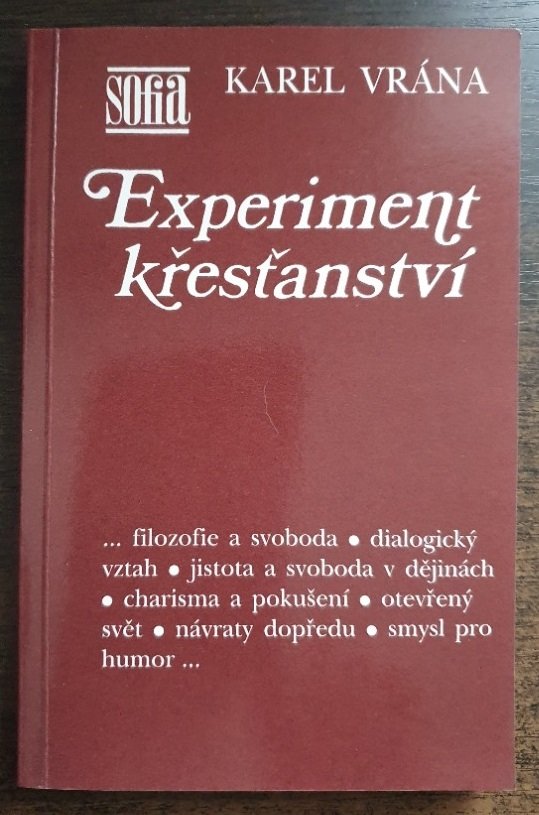 sofia
KAREL VRÁNA
Experiment
křesťanství
... filozofie a svoboda • dialogický
vztah • jistota a svoboda v dějinách
• charisma a pokušení • otevřený
svět • návraty dopředu • smysl pro
humor ...